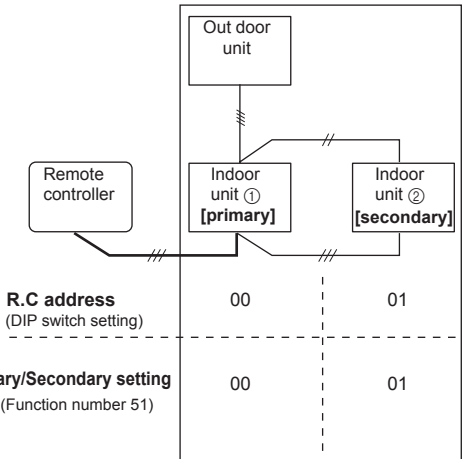 Out door
unit
Remote
controller
Indoor
unit ①
[primary]
Indoor
unit ②
[secondary]
R.C address
(DIP switch setting)
00
01
ary/Secondary setting
(Function number 51)
00
01